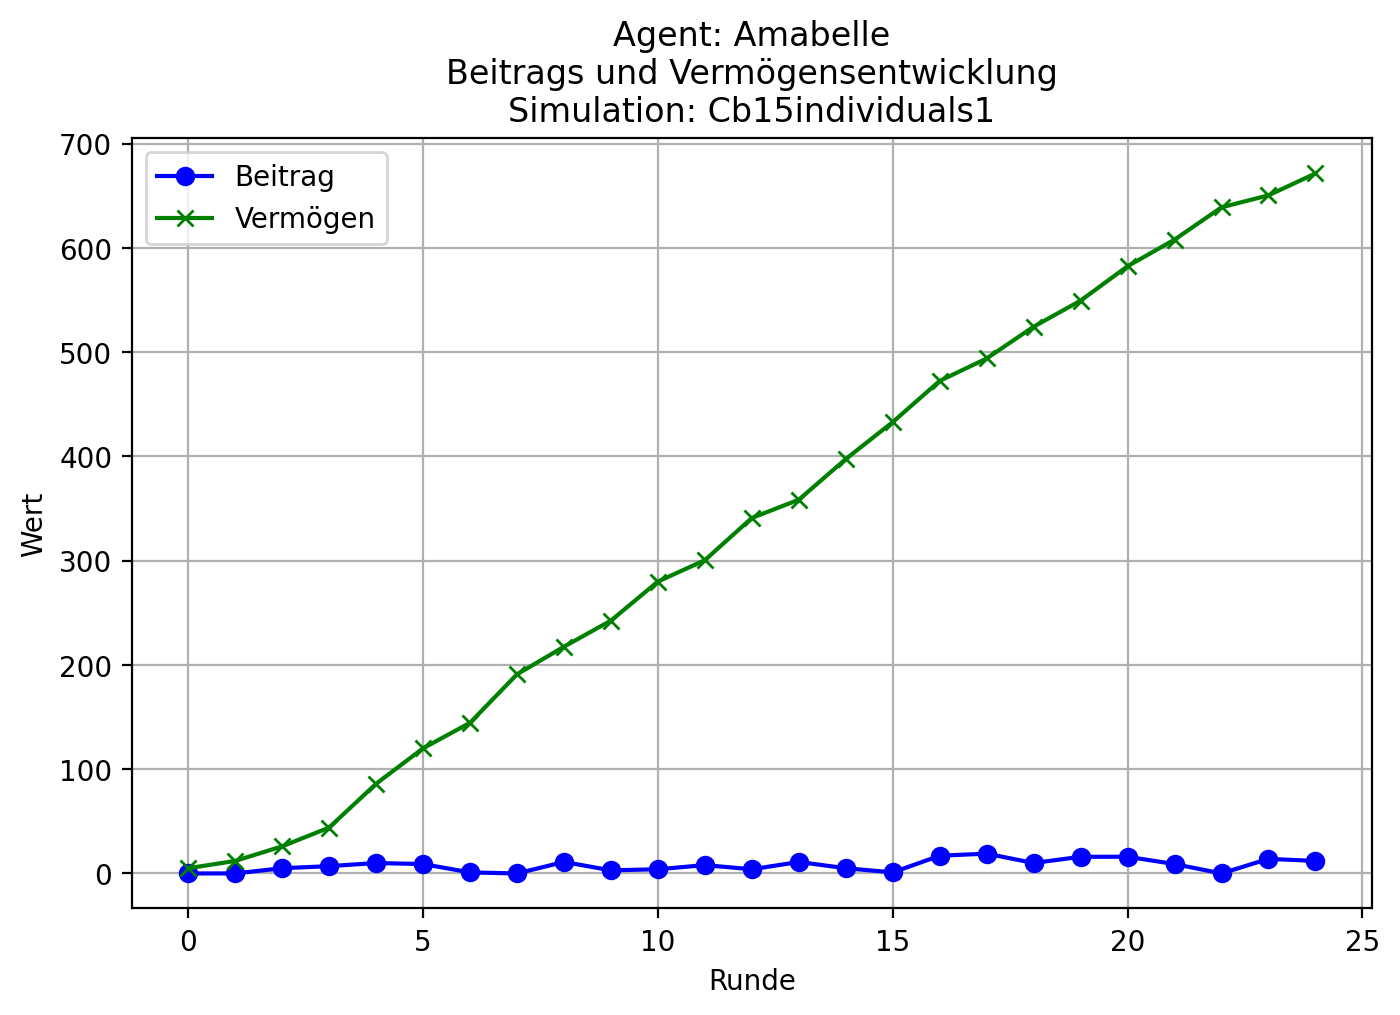 Agent: Amabelle
Beitrags und Vermögensentwicklung
Simulation: Cb15individuals1
700
600
500
400
300
200
100
0
Wert
Beitrag
Vermögen
0 5 10 15 20 25
Runde